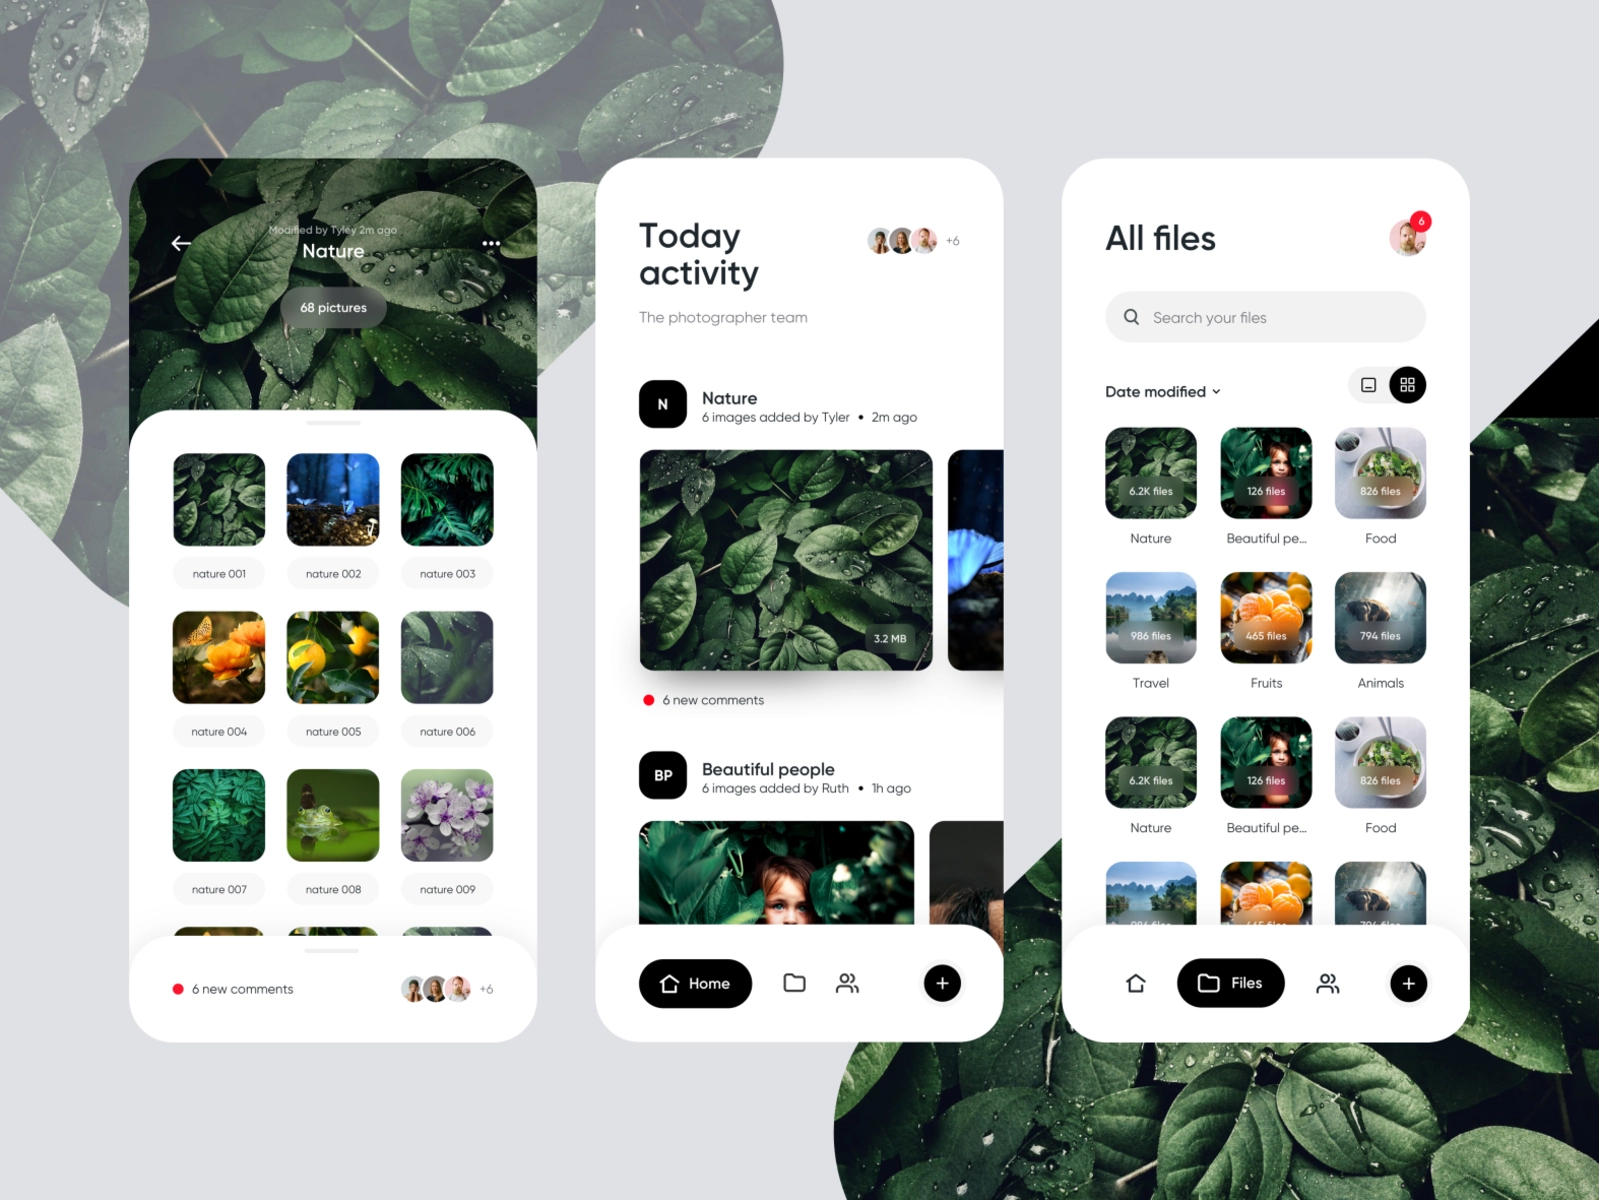 Modified by Tyley 2m ago
Nature
68 pictures
nature 001
nature 002
nature 003
nature 004
nature 005
nature 006
nature 007
nature 008
nature 009
6 new comments
+6
Today
activity
+6
The photographer team
N
Nature
6 images added by Tyler • 2m ago
3.2 MB
6 new comments
BP
Beautiful people
6 images added by Ruth • 1h ago
Home
All files
6
Search your files
Date modified
6.2K files
126 files
826 files
Nature
Beautiful pe...
Food
986 files
465 files
794 files
Travel
Fruits
Animals
6.2K files
126 files
826 files
Nature
Beautiful pe...
Food
Files